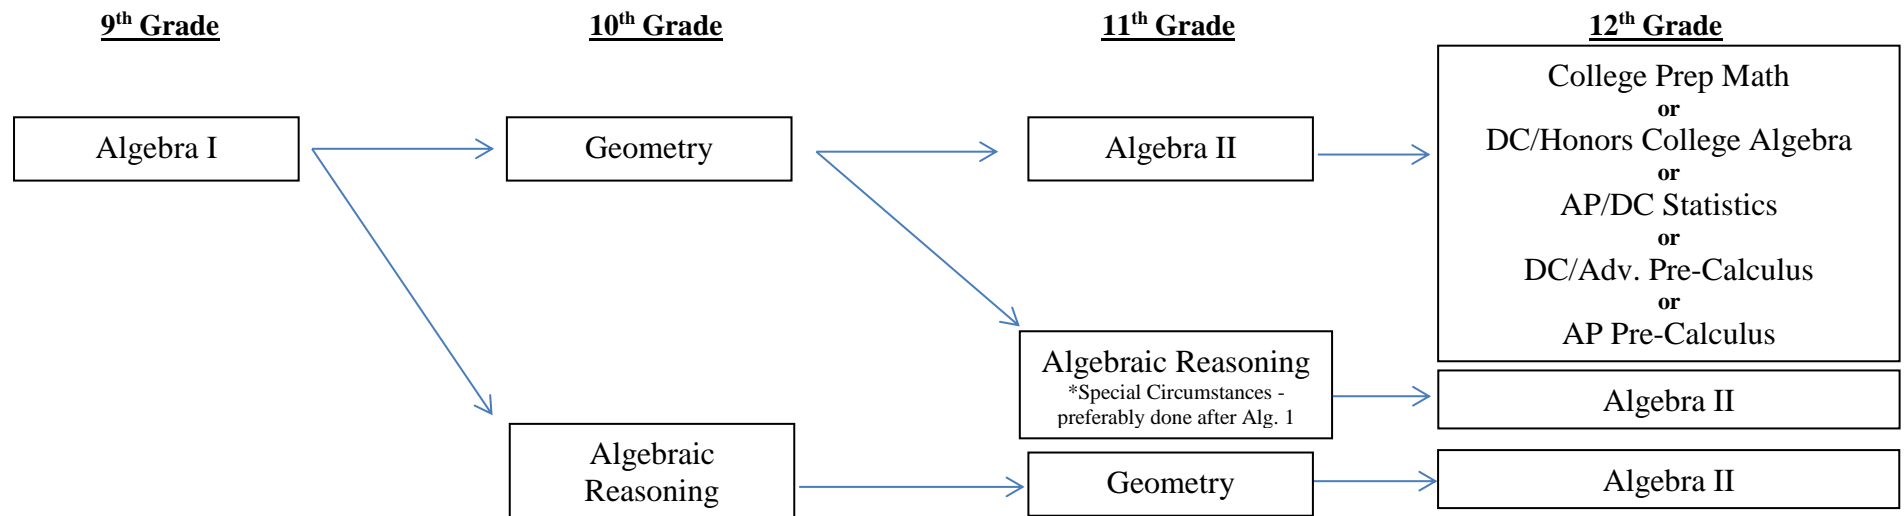 9th Grade
10th Grade
11th Grade
12th Grade
Algebra I
Geometry
Algebra II
College Prep Math
or
DC/Honors College Algebra
or
AP/DC Statistics
or
DC/Adv. Pre-Calculus
or
AP Pre-Calculus
Algebraic Reasoning
*Special Circumstances -
preferably done after Alg. 1
Algebra II
Algebraic
Reasoning
Geometry
Algebra II